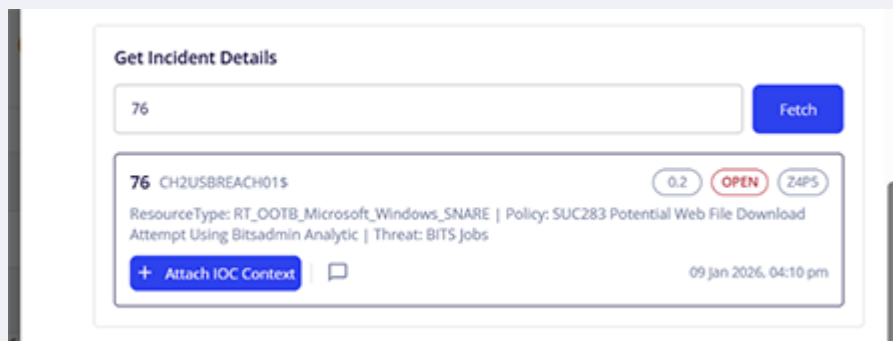 Get Incident Details
76
Fetch
76 CH2USBREACH01$ 0.2 OPEN Z4PS
ResourceType: RT_OOTB_Microsoft_Windows_SNARE | Policy: SUC283 Potential Web File Download
Attempt Using Bitsadmin Analytic | Threat: BITS Jobs
+ Attach IOC Context 09 Jan 2026, 04:10 pm